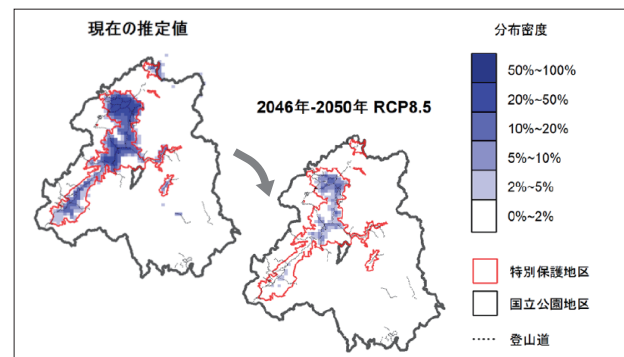 現在の推定値
2046年-2050年 RCP8.5
分布密度
50%~100%
20%~50%
10%~20%
5%~10%
2%~5%
0%~2%
特別保護地区
国立公園地区
登山道